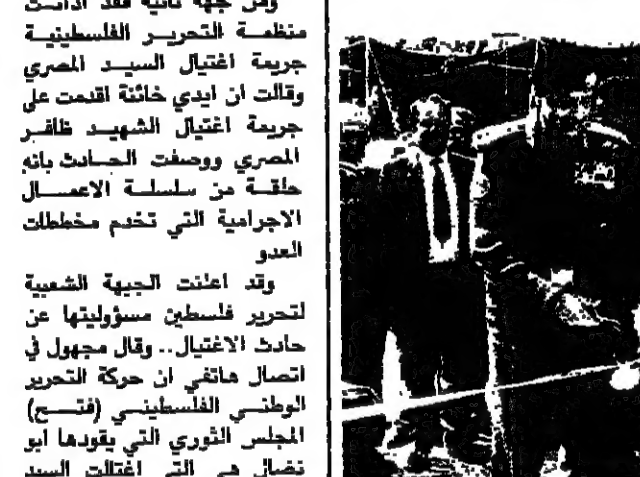 ومن جهة ثانية فقد ادانت
منظمة التحرير الفلسطينية
جريمة اغتيال السيد المصري
وقالت ان ايدي خائنة اقدمت على
جريمة اغتيال الشهيد ظافر
المصري ووصفت الحادث بانه
حلقة من سلسلة الاعمال
الاجرامية التي تخدم مخططات
العدو
وقد اعلنت الجبهة الشعبية
لتحرير فلسطين مسؤوليتها عن
حادث الاغتيال .. وقال مجهول في
اتصال هاتفي ان حركة التحرير
الوطني الفلسطيني (فتح)
المجلس الثوري التي يقودها ابو
نضال هي التي اغتالت السيد